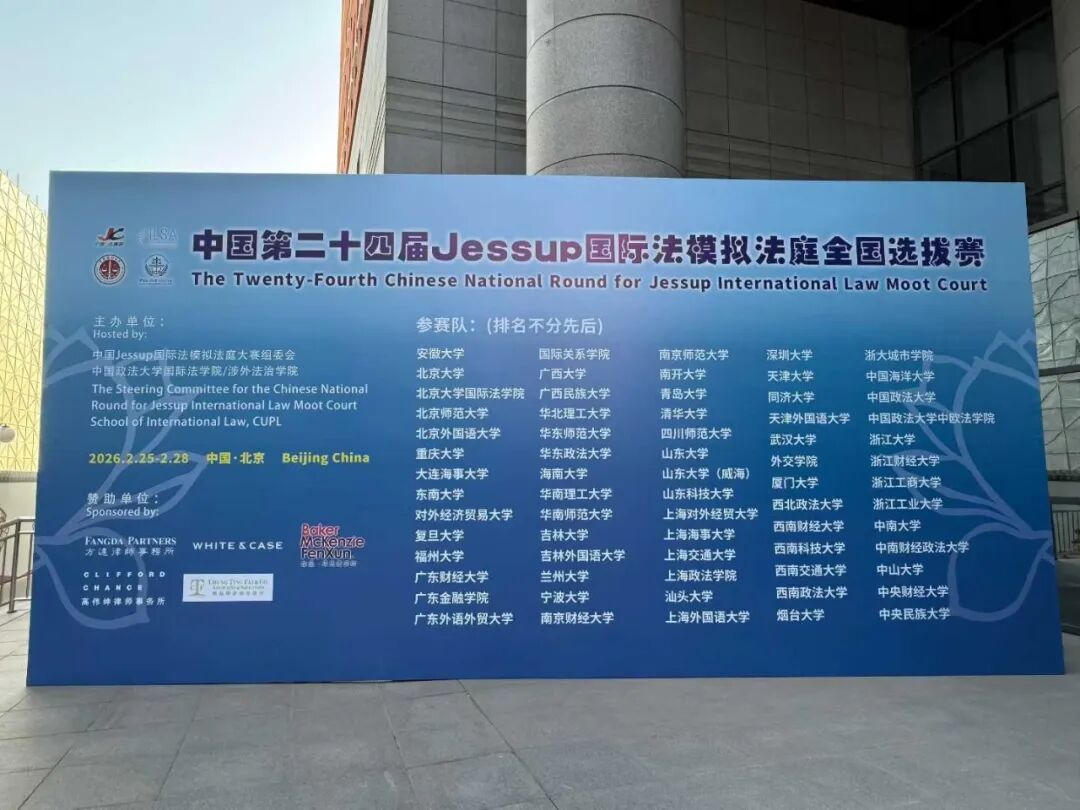 ILSA
中国第二十四届Jessup国际法模拟法庭全国选拔赛
The Twenty-Fourth Chinese National Round for Jessup International Law Moot Court
主办单位：
Hosted by:
中国Jessup国际法模拟法庭大赛组委会
中国政法大学国际法学院/涉外法治学院
The Steering Committee for the Chinese National
Round for Jessup International Law Moot Court
School of International Law, CUPL
2026.2.25-2.28 中国·北京 Beijing China
赞助单位：
Sponsored by:
FANGDA PARTNERS
方達律師事務所
WHITE & CASE
Baker
McKenzie
FenXun.
CLIFFORD
CHANCE
高伟绅律师事务所
参赛队：(排名不分先后)
安徽大学
北京大学
北京大学国际法学院
北京师范大学
北京外国语大学
重庆大学
大连海事大学
东南大学
对外经济贸易大学
复旦大学
福州大学
广东财经大学
广东金融学院
广东外语外贸大学
国际关系学院
广西大学
广西民族大学
华北理工大学
华东师范大学
华东政法大学
海南大学
华南理工大学
华南师范大学
吉林大学
吉林外国语大学
兰州大学
宁波大学
南京财经大学
南京师范大学
南开大学
青岛大学
清华大学
四川师范大学
山东大学
山东大学（威海）
山东科技大学
上海对外经贸大学
上海海事大学
上海交通大学
上海政法学院
汕头大学
上海外国语大学
深圳大学
天津大学
同济大学
天津外国语大学
武汉大学
外交学院
厦门大学
西北政法大学
西南财经大学
西南科技大学
西南交通大学
西南政法大学
烟台大学
浙大城市学院
中国海洋大学
中国政法大学
中国政法大学中欧法学院
浙江大学
浙江财经大学
浙江工商大学
浙江工业大学
中南大学
中南财经政法大学
中山大学
中央财经大学
中央民族大学